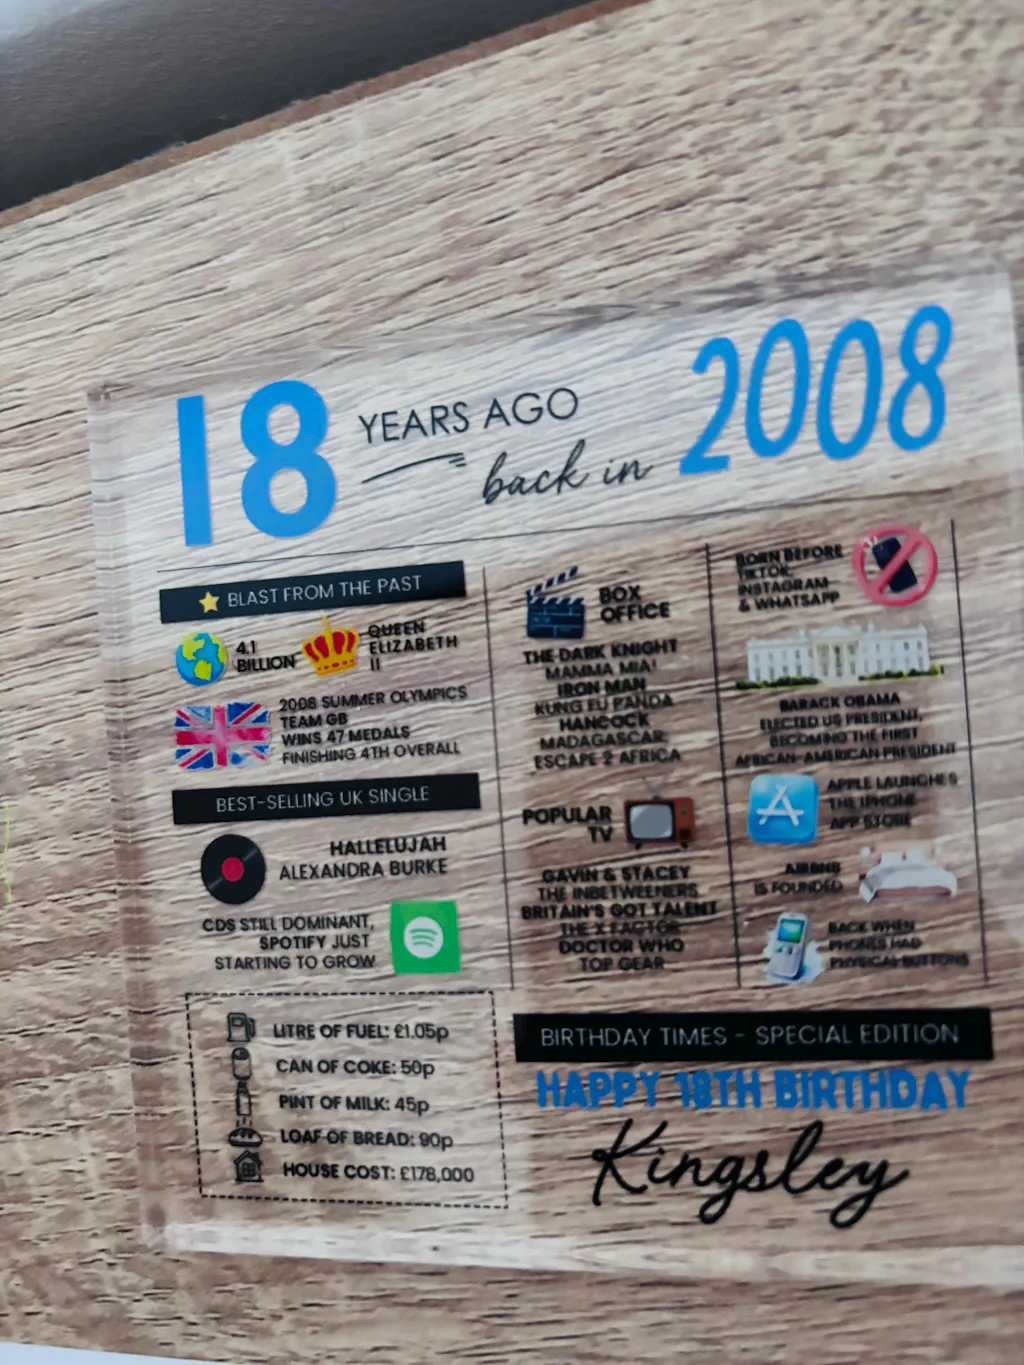 18 YEARS AGO
back in 2008
BLAST FROM THE PAST
4.1
BILLION
QUEEN
ELIZABETH
II
2008 SUMMER OLYMPICS
TEAM GB
WINS 47 MEDALS
FINISHING 4TH OVERALL
BEST-SELLING UK SINGLE
HALLELUJAH
ALEXANDRA BURKE
CDS STILL DOMINANT,
SPOTIFY JUST
STARTING TO GROW
LITRE OF FUEL: £1.05p
CAN OF COKE: 50p
PINT OF MILK: 45p
LOAF OF BREAD: 90p
HOUSE COST: £178,000
BOX
OFFICE
THE DARK KNIGHT
MAMMA MIA!
IRON MAN
KUNG FU PANDA
HANCOCK
MADAGASCAR:
ESCAPE 2 AFRICA
POPULAR
TV
GAVIN & STACEY
THE INBETWEENERS
BRITAIN'S GOT TALENT
THE X FACTOR
DOCTOR WHO
TOP GEAR
BORN BEFORE
TIKTOK,
INSTAGRAM
& WHATSAPP
BARACK OBAMA
ELECTED US PRESIDENT,
BECOMING THE FIRST
AFRICAN-AMERICAN PRESIDENT
APPLE LAUNCHES
THE IPHONE
APP STORE
AIRBNB
IS FOUNDED
BACK WHEN
PHONES HAD
PHYSICAL BUTTONS
BIRTHDAY TIMES - SPECIAL EDITION
HAPPY 18TH BIRTHDAY
Kingsley